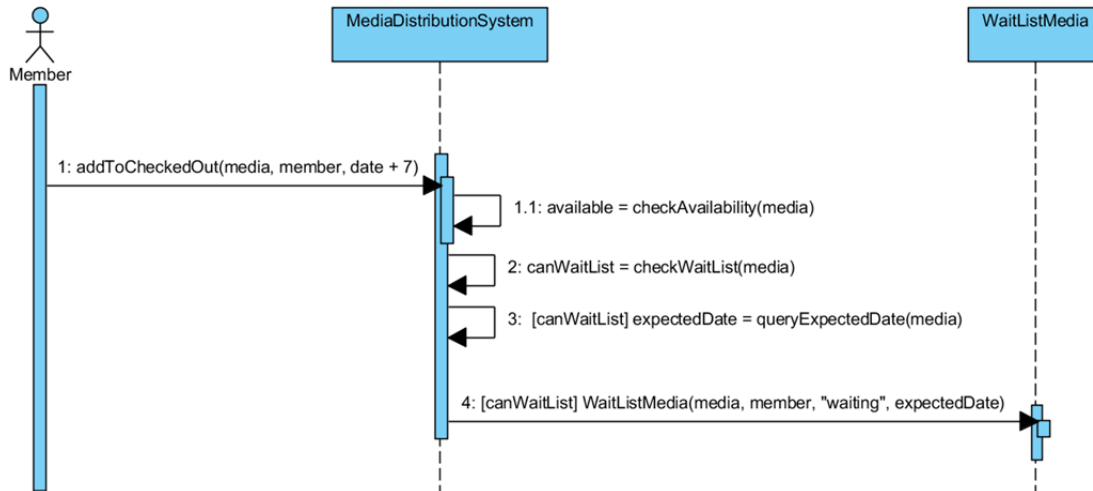 MediaDistributionSystem
WaitListMedia
Member
1: addToCheckedOut(media, member, date + 7)
1.1: available = checkAvailability(media)
2: canWaitList = checkWaitList(media)
3: [canWaitList] expectedDate = queryExpectedDate(media)
4: [canWaitList] WaitListMedia(media, member, "waiting", expectedDate)